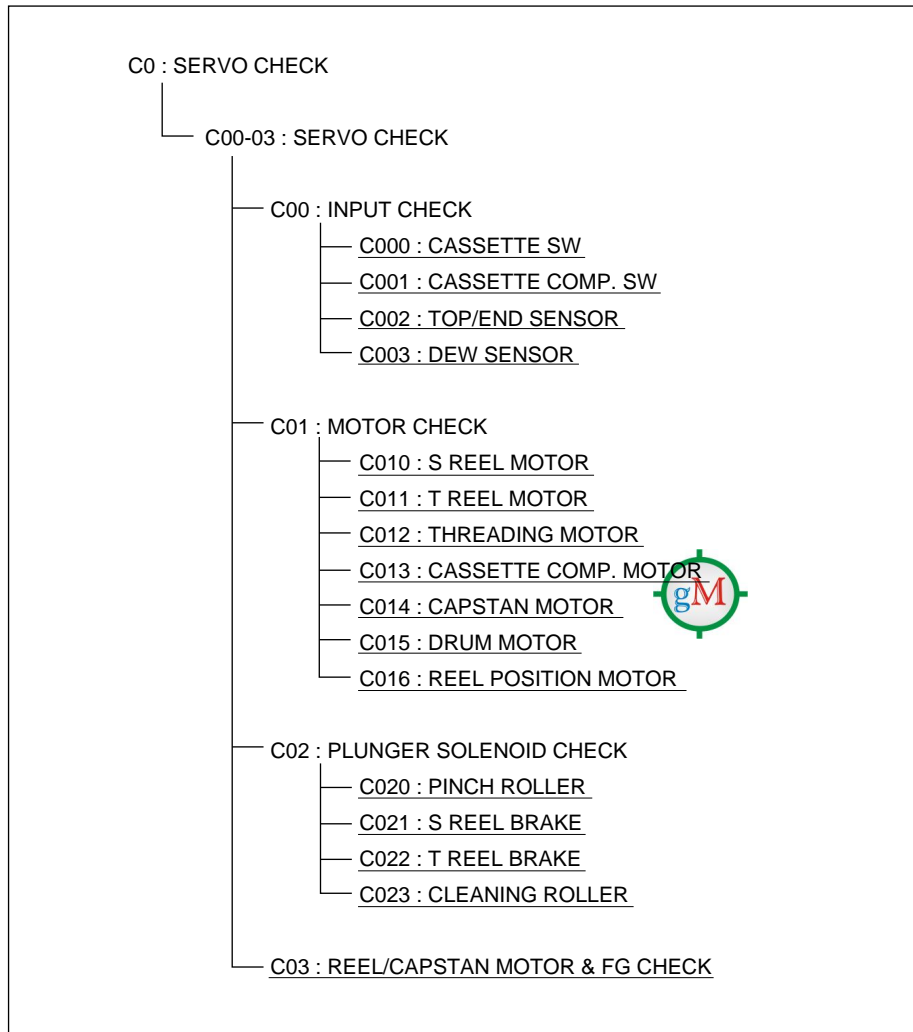 C0 : SERVO CHECK
C00-03 : SERVO CHECK
C00 : INPUT CHECK
C000 : CASSETTE SW
C001 : CASSETTE COMP. SW
C002 : TOP/END SENSOR
C003 : DEW SENSOR
C01 : MOTOR CHECK
C010 : S REEL MOTOR
C011 : T REEL MOTOR
C012 : THREADING MOTOR
C013 : CASSETTE COMP. MOTOR
C014 : CAPSTAN MOTOR
gM
C015 : DRUM MOTOR
C016 : REEL POSITION MOTOR
C02 : PLUNGER SOLENOID CHECK
C020 : PINCH ROLLER
C021 : S REEL BRAKE
C022 : T REEL BRAKE
C023 : CLEANING ROLLER
C03 : REEL/CAPSTAN MOTOR & FG CHECK